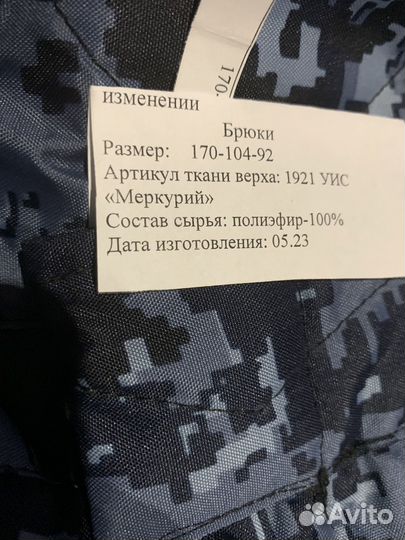 170.
изменении
Брюки
Размер: 170-104-92
Артикул ткани верха: 1921 УИС
«Меркурий»
Состав сырья: полиэфир-100%
Дата изготовления: 05.23
Avito